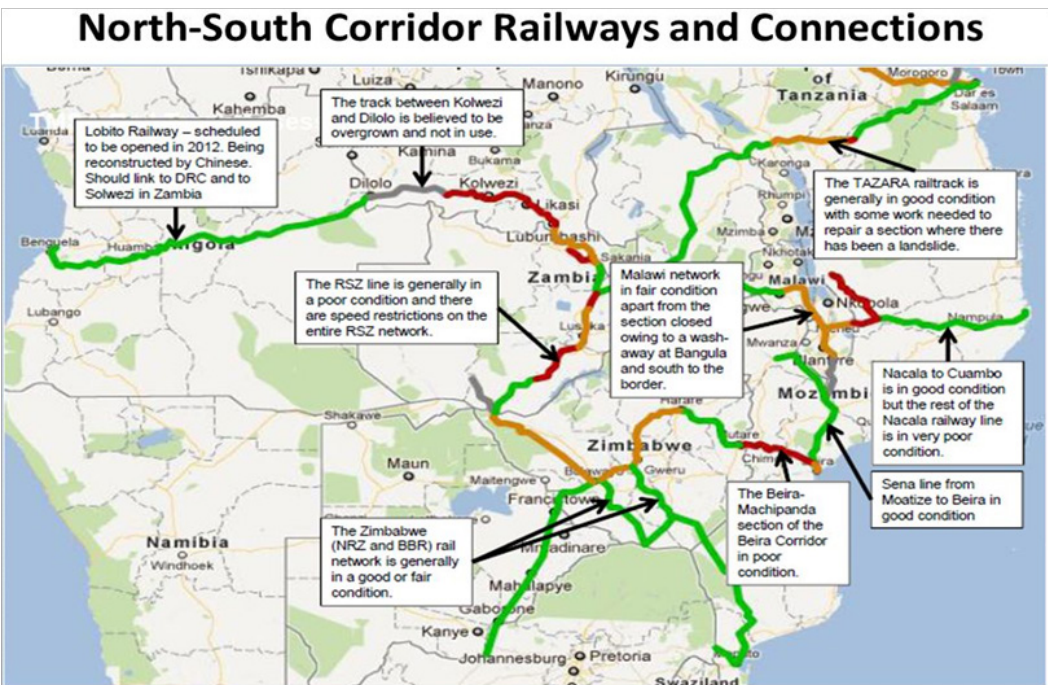 North-South Corridor Railways and Connections
Luiza
Manono
Kirungu
of
Tanzania
Morogoro
Town
Dar es
Salaam
Kahemba
Luanda
The track between Kolwezi
and Dilolo is believed to be
overgrown and not in use.
Lobito Railway – scheduled
to be opened in 2012. Being
reconstructed by Chinese.
Should link to DRC and to
Solwezi in Zambia
Kamina
Bukama
Dilolo
Kolwezi
Likasi
Karonga
Rhumpi
Mzimba
Nkhotak
Malawi
The TAZARA railtrack is
generally in good condition
with some work needed to
repair a section where there
has been a landslide.
Benguela
Huambo
Lubumbashi
Sakania
Zambia
Lubango
The RSZ line is generally in
a poor condition and there
are speed restrictions on the
entire RSZ network.
Malawi network
in fair condition
apart from the
section closed
owing to a wash-
away at Bangula
and south to the
border.
Nampula
Mwanza
Nacala to Cuambo
is in good condition
but the rest of the
Nacala railway line
is in very poor
condition.
Shakawe
Harare
Zimbabwe
Gweru
Maun
Maitengwe
Sena line from
Moatize to Beira in
good condition
The Beira-
Machipanda
section of the
Beira Corridor
in poor
condition.
Namibia
Windhoek
The Zimbabwe
(NRZ and BBR) rail
network is generally
in a good or fair
condition.
Mahalapye
Gaborone
Kanye
Johannesburg
Pretoria
Swaziland